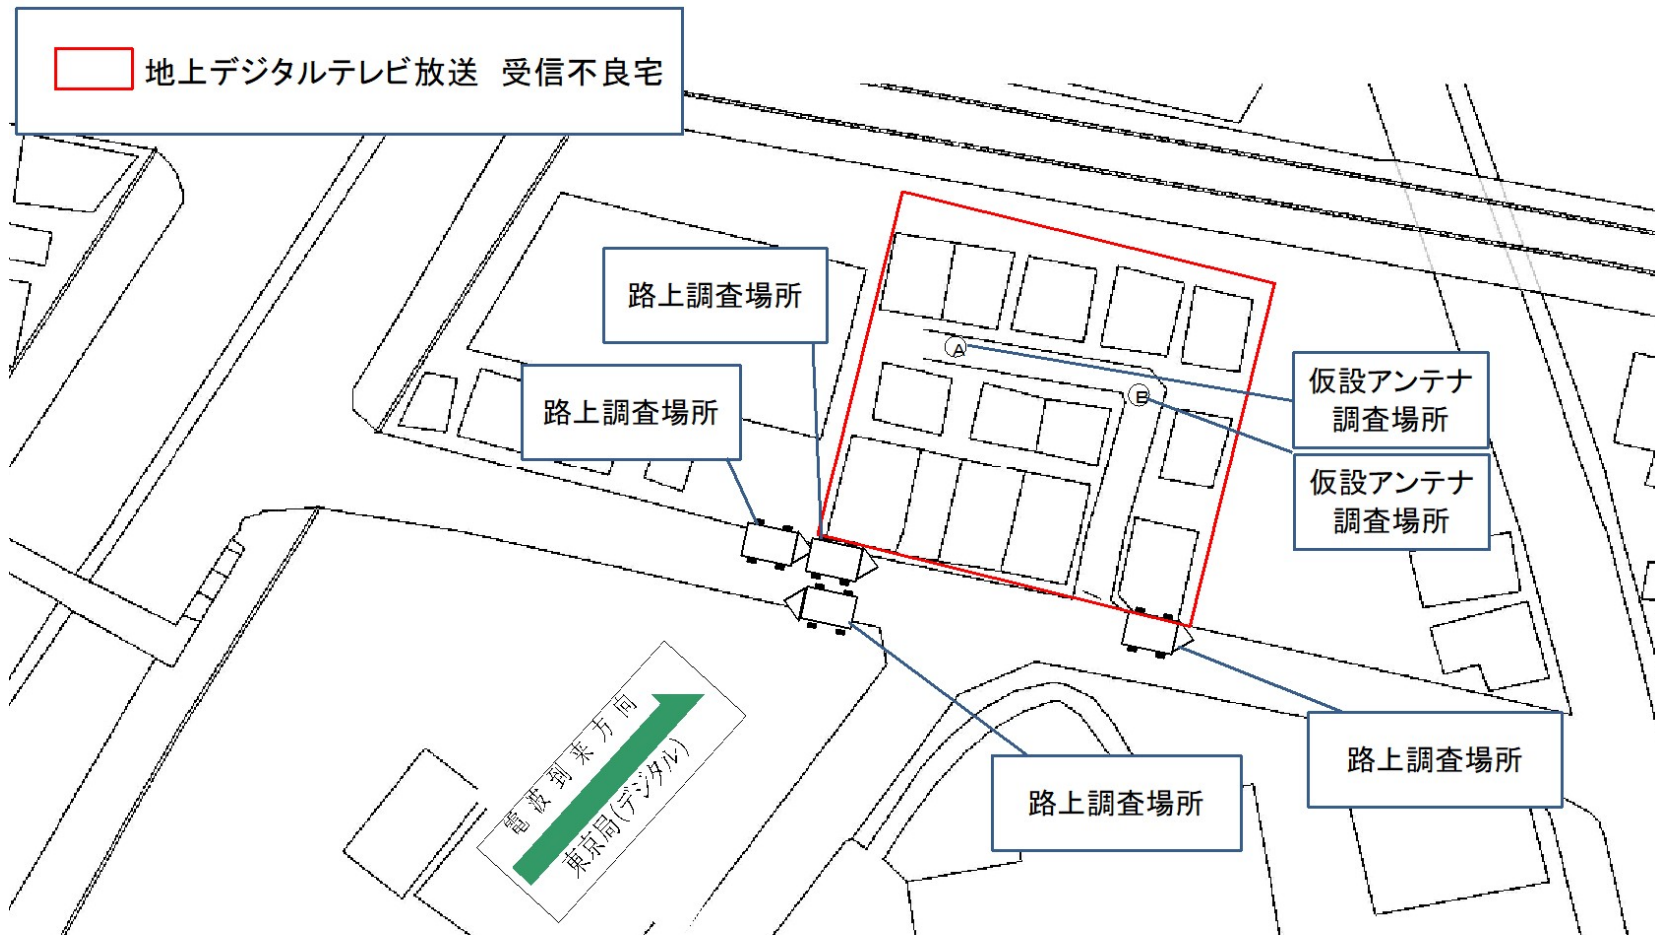 地上デジタルテレビ放送　受信不良宅
路上調査場所
路上調査場所
A
B
仮設アンテナ
調査場所
仮設アンテナ
調査場所
電波到来方向
東京局(デジタル)
路上調査場所
路上調査場所